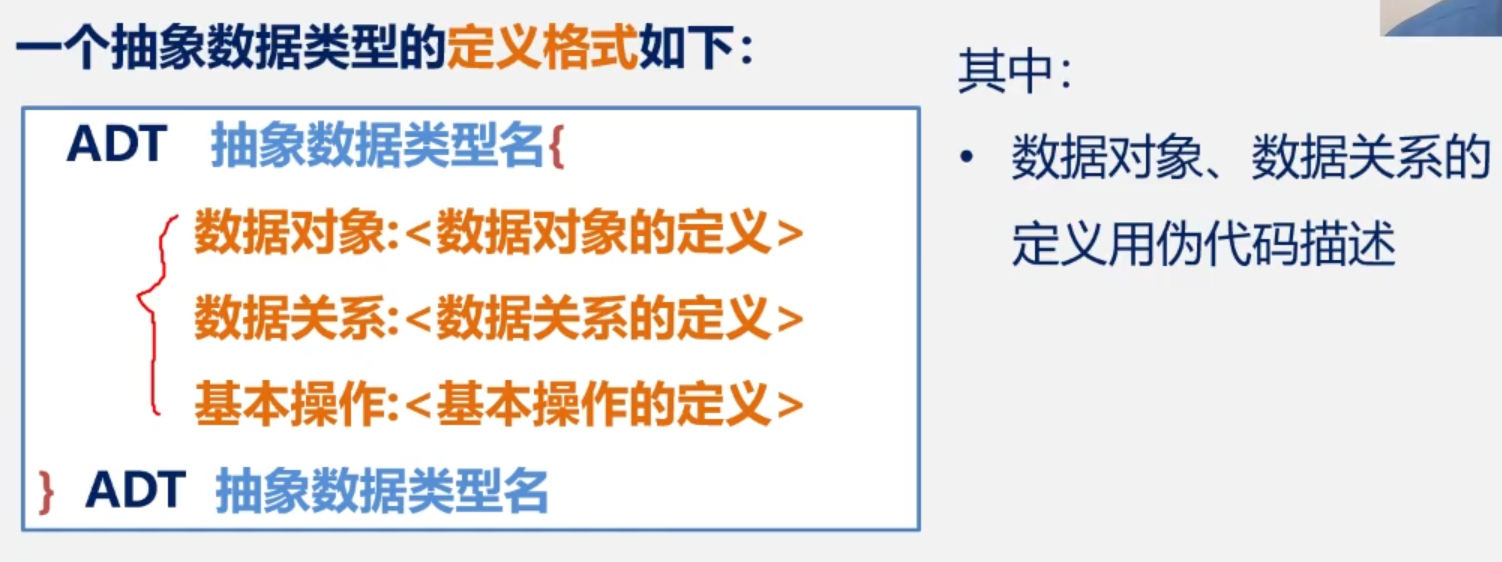 一个抽象数据类型的定义格式如下：
ADT 抽象数据类型名{
数据对象:<数据对象的定义>
数据关系:<数据关系的定义>
基本操作:<基本操作的定义>
} ADT 抽象数据类型名
其中：
• 数据对象、数据关系的
定义用伪代码描述